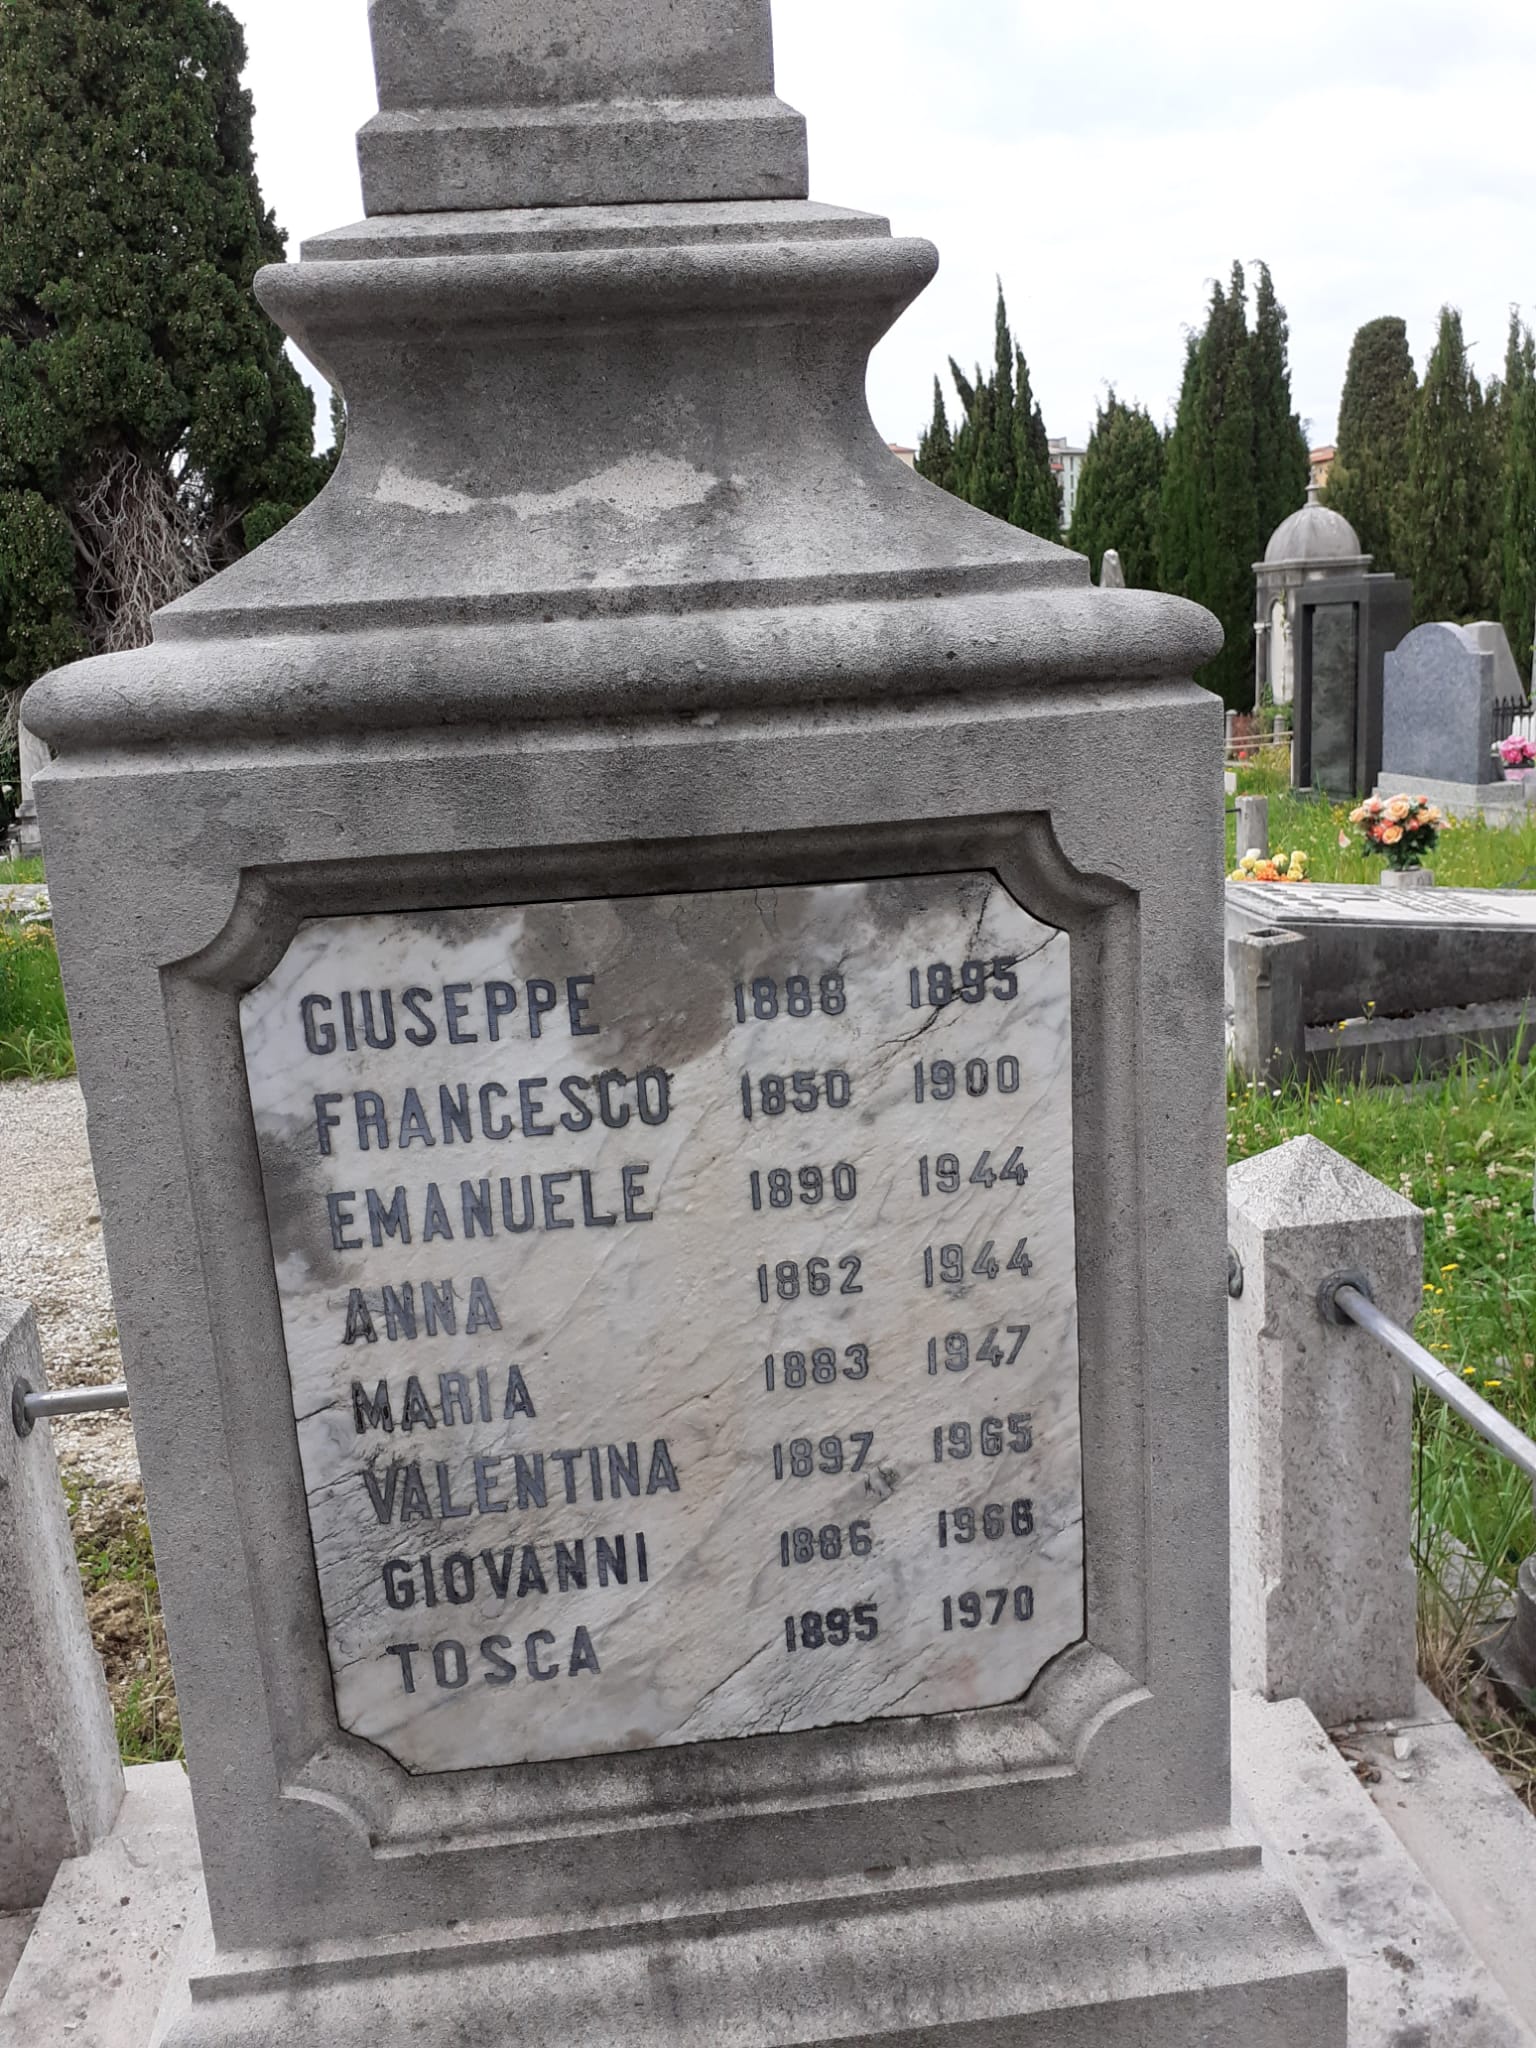 GIUSEPPE 1888 1895
FRANCESCO 1850 1900
EMANUELE 1890 1944
ANNA 1862 1944
MARIA 1883 1947
VALENTINA 1897 1965
GIOVANNI 1886 1968
TOSCA 1895 1970